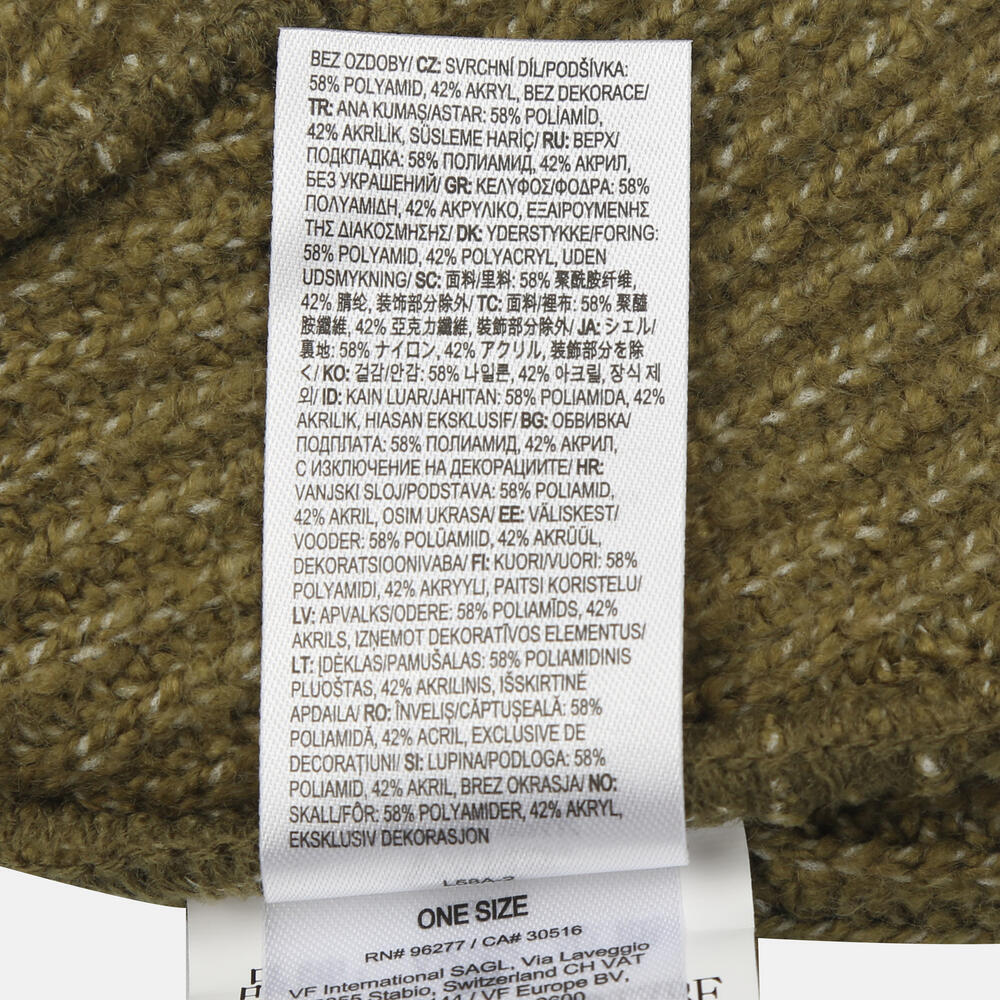 BEZ OZDOBY/ CZ: SVRCHNÍ DÍL/PODŠÍVKA:
58% POLYAMID, 42% AKRYL, BEZ DEKORACE/
TR: ANA KUMAŞ/ASTAR: 58% POLİAMİD,
42% AKRİLİK, SÜSLEME HARİÇ/ RU: ВЕРХ/
ПОДКЛАДКА: 58% ПОЛИАМИД, 42% АКРИЛ,
БЕЗ УКРАШЕНИЙ/ GR: ΚΕΛΥΦΟΣ/ΦΟΔΡΑ: 58%
ΠΟΛΥΑΜΙΔΗ, 42% ΑΚΡΥΛΙΚΟ, ΕΞΑΙΡΟΥΜΕΝΗΣ
ΤΗΣ ΔΙΑΚΟΣΜΗΣΗΣ/ DK: YDERSTYKKE/FORING:
58% POLYAMID, 42% POLYACRYL, UDEN
UDSMYKNING/ SC: 面料/里料: 58% 聚酰胺纤维,
42% 腈纶, 装饰部分除外/ TC: 面料/裡布: 58% 聚醯
胺纖維, 42% 亞克力纖維, 裝飾部分除外/ JA: シェル/
裏地: 58% ナイロン, 42% アクリル, 装飾部分を除
く/ KO: 겉감/안감: 58% 나일론, 42% 아크릴, 장식 제
외/ ID: KAIN LUAR/JAHITAN: 58% POLIAMIDA, 42%
AKRILIK, HIASAN EKSKLUSIF/ BG: ОБВИВКА/
ПОДПЛАТА: 58% ПОЛИАМИД, 42% АКРИЛ,
С ИЗКЛЮЧЕНИЕ НА ДЕКОРАЦИИТЕ/ HR:
VANJSKI SLOJ/PODSTAVA: 58% POLIAMID,
42% AKRIL, OSIM UKRASA/ EE: VÄLISKEST/
VOODER: 58% POLÜAMIID, 42% AKRÜÜL,
DEKORATSIOONIVABA/ FI: KUORI/VUORI: 58%
POLYAMIDI, 42% AKRYYLI, PAITSI KORISTELU/
LV: APVALKS/ODERE: 58% POLIAMĪDS, 42%
AKRILS, IZŅEMOT DEKORATĪVOS ELEMENTUS/
LT: ĮDĖKLAS/PAMUŠALAS: 58% POLIAMIDINIS
PLUOŠTAS, 42% AKRILINIS, IŠSKIRTINĖ
APDAILA/ RO: ÎNVELIŞ/CĂPTUŞEALĂ: 58%
POLIAMIDĂ, 42% ACRIL, EXCLUSIVE DE
DECORAŢIUNI/ SI: LUPINA/PODLOGA: 58%
POLIAMID, 42% AKRIL, BREZ OKRASJA/ NO:
SKALL/FÔR: 58% POLYAMIDER, 42% AKRYL,
EKSKLUSIV DEKORASJON
ONE SIZE
RN# 96277 / CA# 30516
VF International SAGL, Via Laveggio
Stabio, Switzerland CH VAT
/ VF Europe BV,